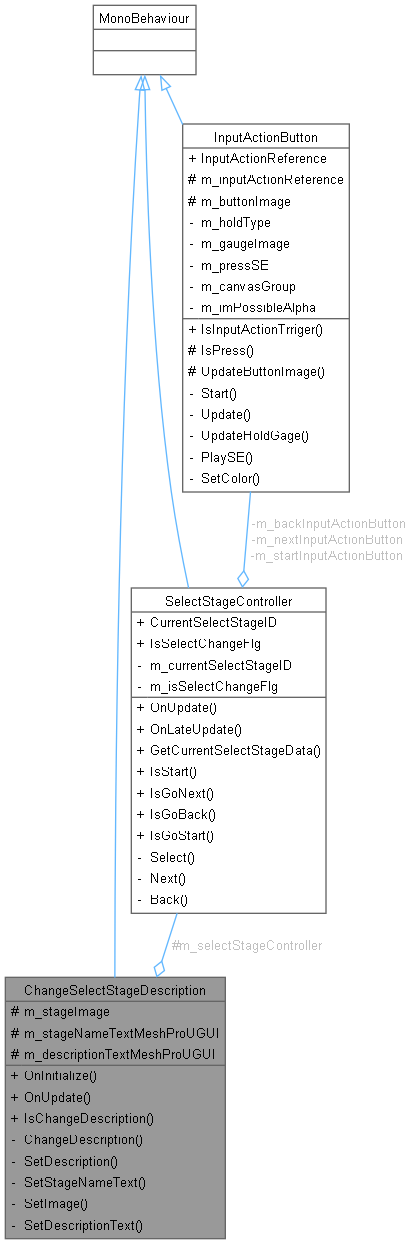 MonoBehaviour
InputActionButton
+ InputActionReference
# m_inputActionReference
# m_buttonImage
- m_holdType
- m_gaugeImage
- m_pressSE
- m_canvasGroup
- m_imPossibleAlpha
+ IsInputActionTrriger()
# IsPress()
# UpdateButtonImage()
- Start()
- Update()
- UpdateHoldGage()
- PlaySE()
- SetColor()
-m_backInputActionButton
-m_nextInputActionButton
-m_startInputActionButton
SelectStageController
+ CurrentSelectStageID
+ IsSelectChangeFlg
- m_currentSelectStageID
- m_isSelectChangeFlg
+ OnUpdate()
+ OnLateUpdate()
+ GetCurrentSelectStageData()
+ IsStart()
+ IsGoNext()
+ IsGoBack()
+ IsGoStart()
- Select()
- Next()
- Back()
#m_selectStageController
ChangeSelectStageDescription
# m_stageImage
# m_stageNameTextMeshProUGUI
# m_descriptionTextMeshProUGUI
+ OnInitialize()
+ OnUpdate()
+ IsChangeDescription()
- ChangeDescription()
- SetDescription()
- SetStageNameText()
- SetImage()
- SetDescriptionText()